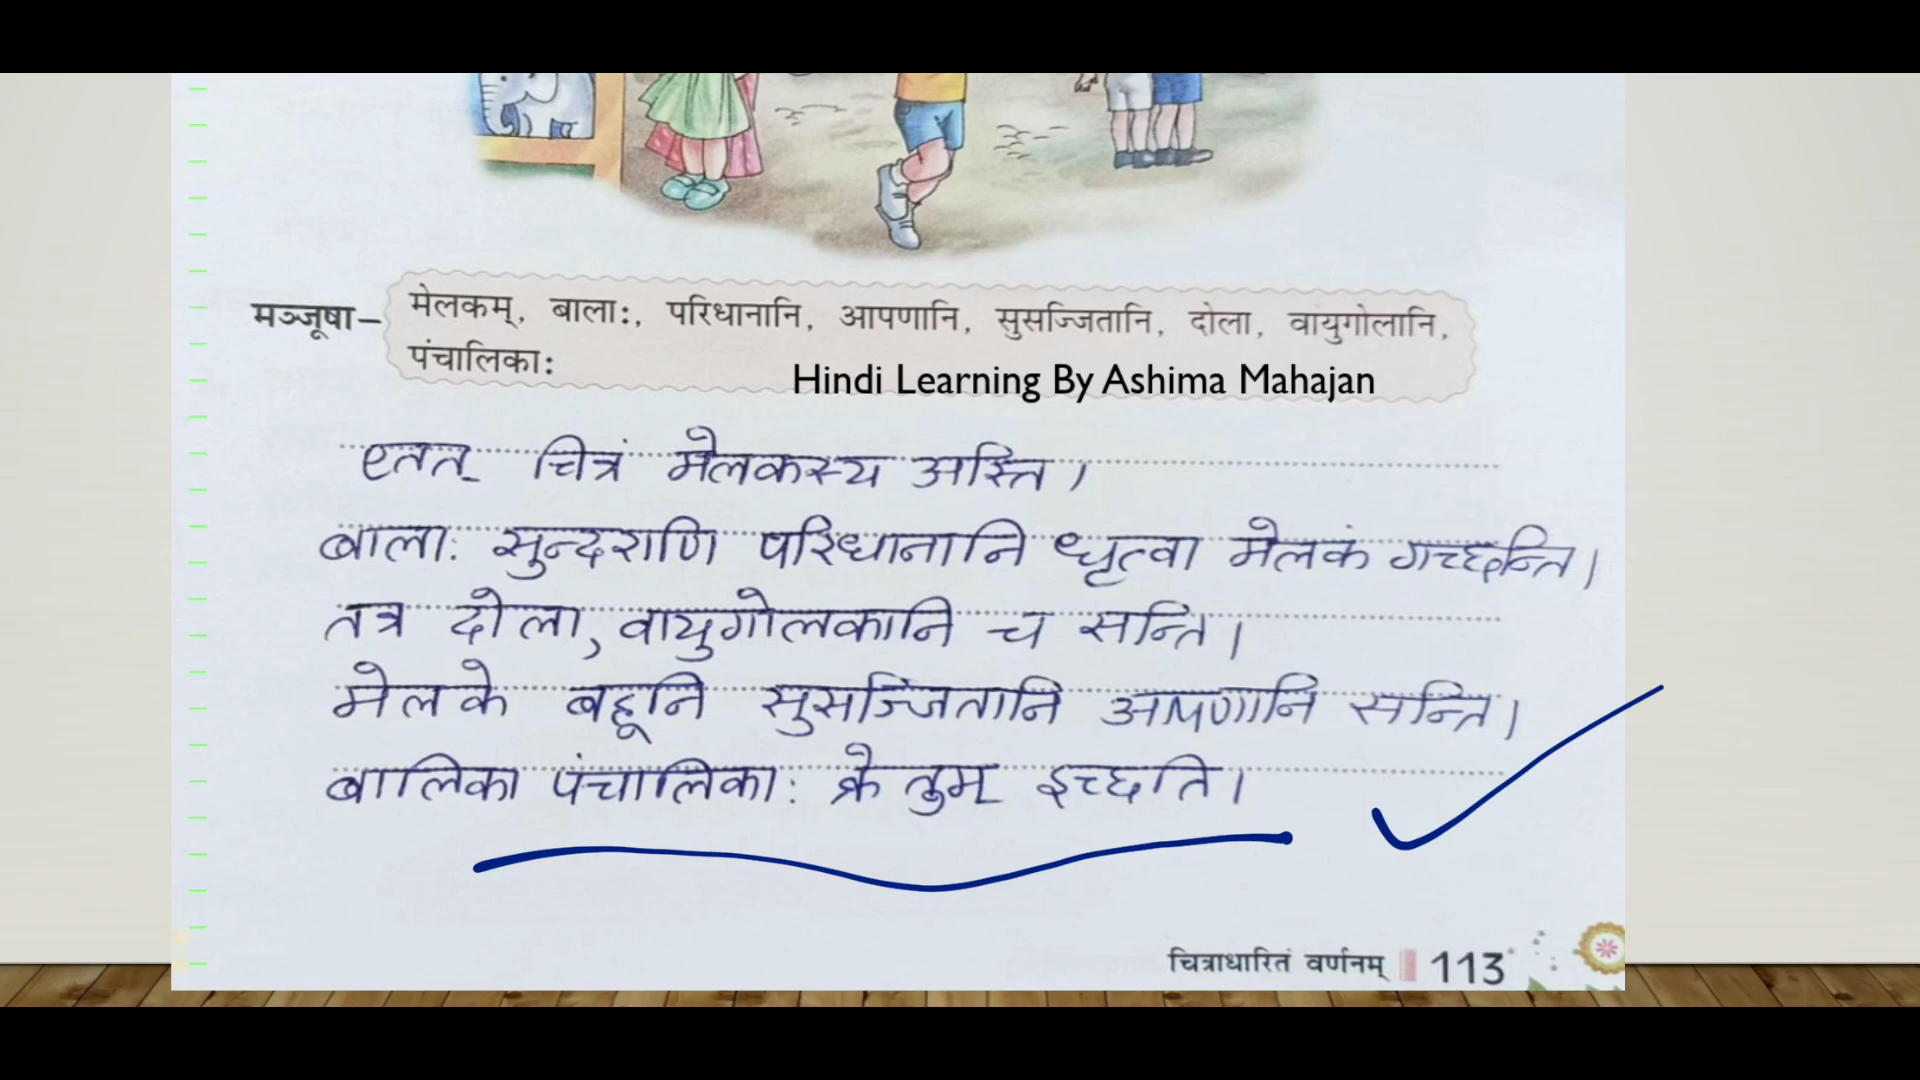 मञ्जूषा– मेलकम्, बालाः, परिधानानि, आपणानि, सुसज्जितानि, दोला, वायुगोलानि,
पंचालिकाः
Hindi Learning By Ashima Mahajan
एतत् चित्रं मेलकस्य अस्ति।
बालाः सुन्दराणि परिधानानि धृत्वा मेलकं गच्छन्ति।
तत्र दोला, वायुगोलकानि च सन्ति।
मेलके बहूनि सुसज्जितानि आपणानि सन्ति।
बालिका पंचालिकाः क्रेतुम् इच्छति।
चित्राधारितं वर्णनम् 113